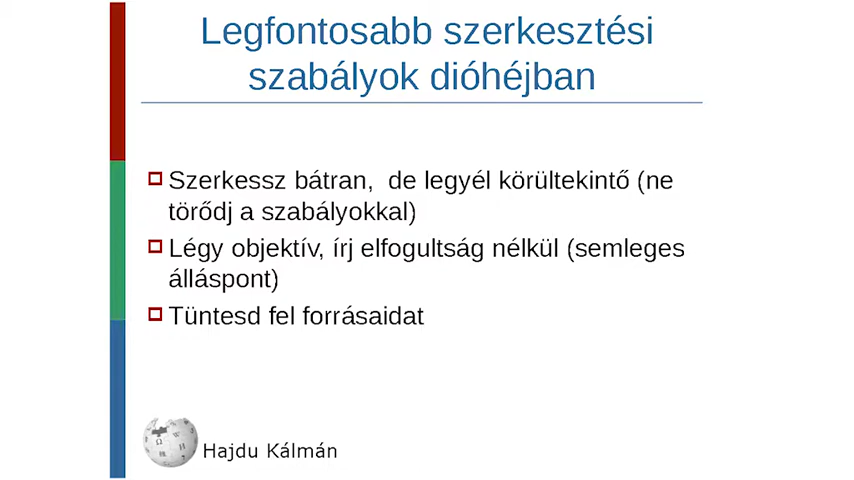 Legfontosabb szerkesztési
szabályok dióhéjban
Szerkessz bátran, de legyél körültekintő (ne
törődj a szabályokkal)
Légy objektív, írj elfogultság nélkül (semleges
álláspont)
Tüntesd fel forrásaidat
Hajdu Kálmán